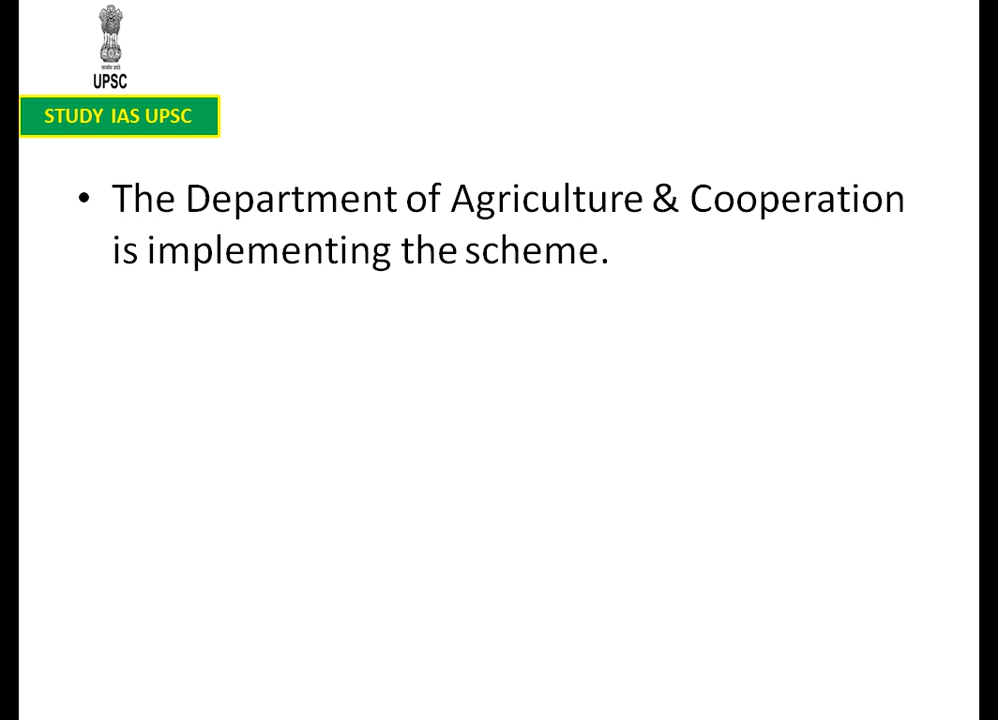 UPSC
STUDY IAS UPSC
• The Department of Agriculture & Cooperation
is implementing the scheme.